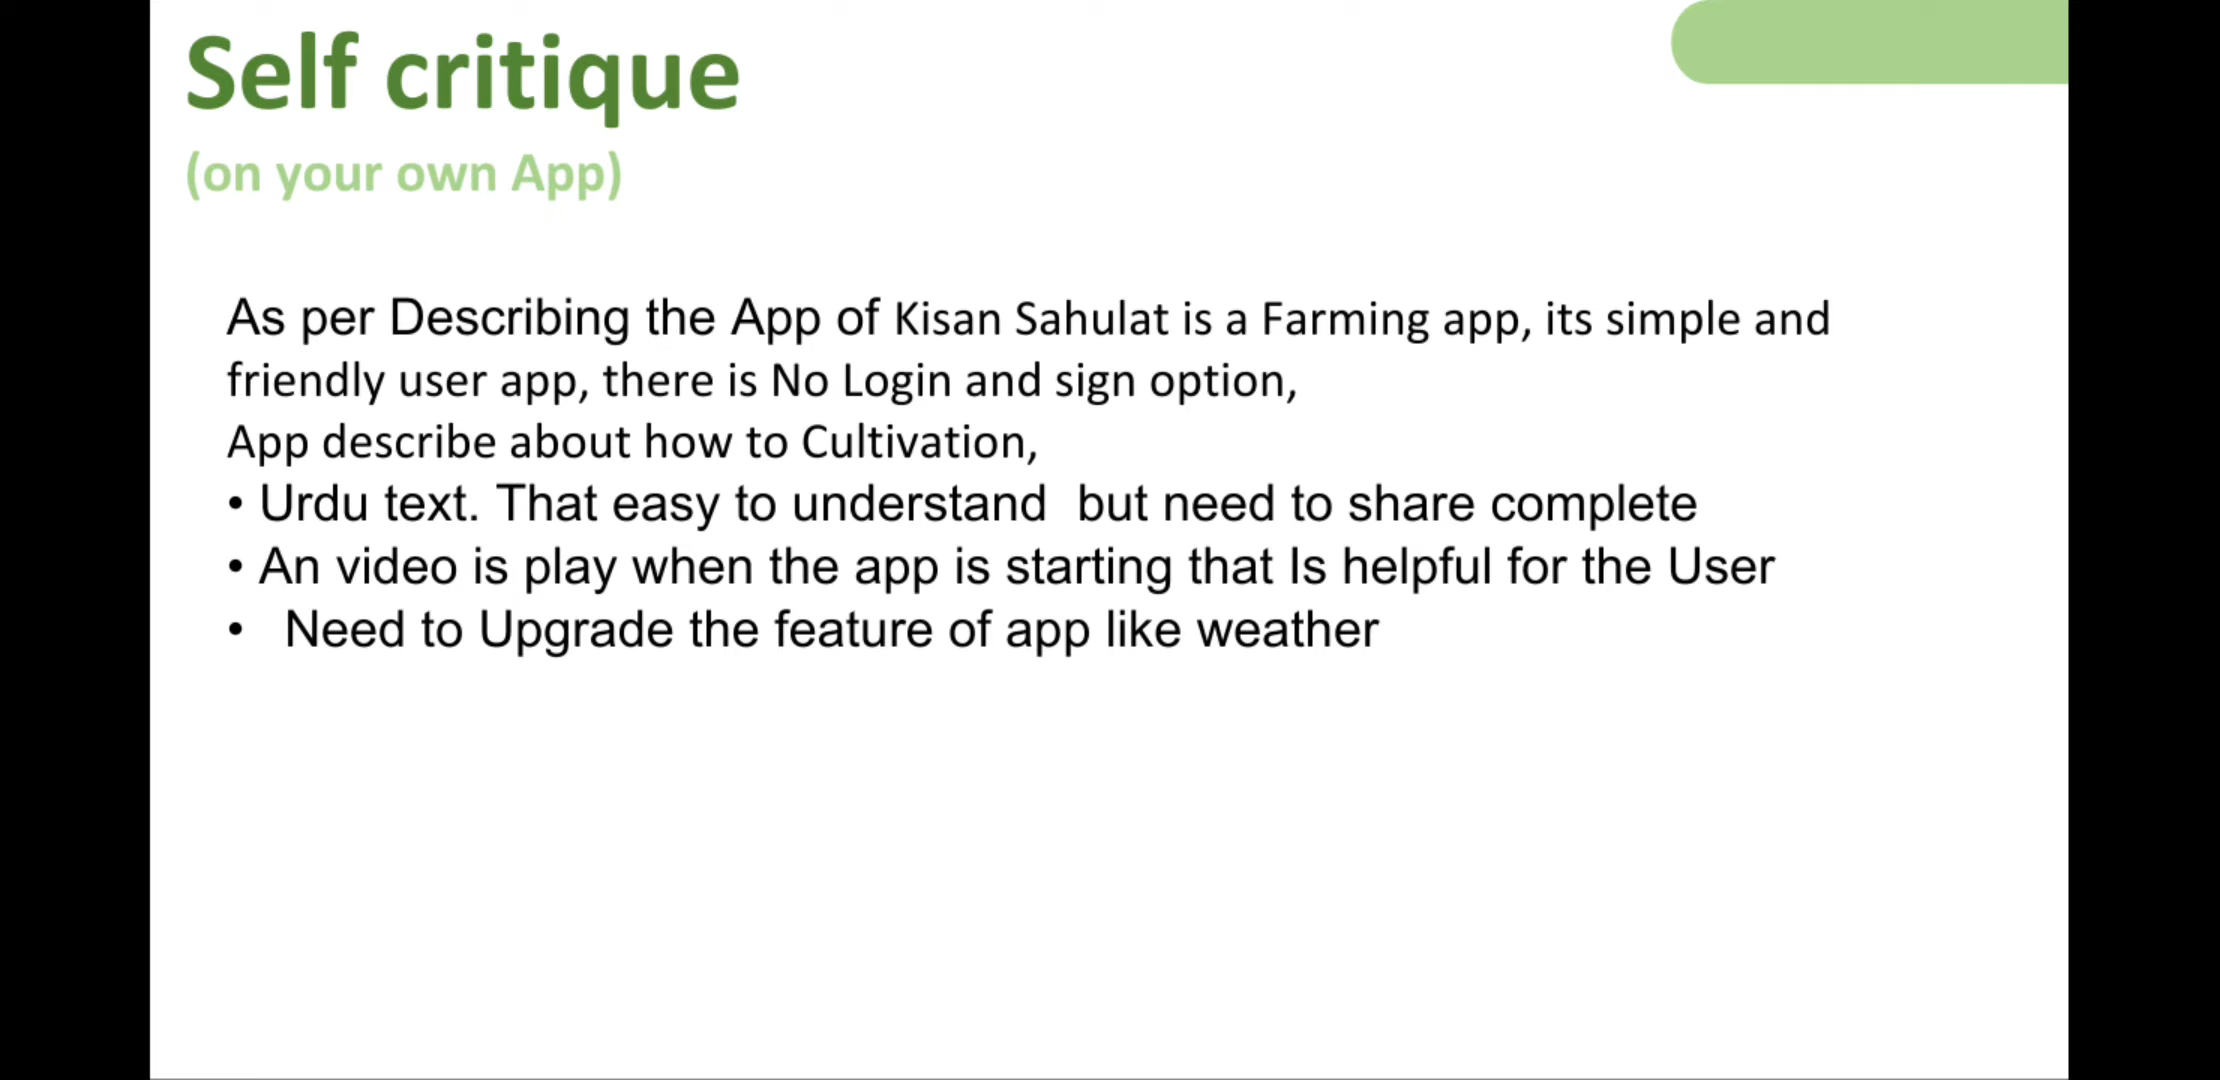 Self critique
(on your own App)
As per Describing the App of Kisan Sahulat is a Farming app, its simple and
friendly user app, there is No Login and sign option,
App describe about how to Cultivation,
• Urdu text. That easy to understand  but need to share complete
• An video is play when the app is starting that Is helpful for the User
•   Need to Upgrade the feature of app like weather